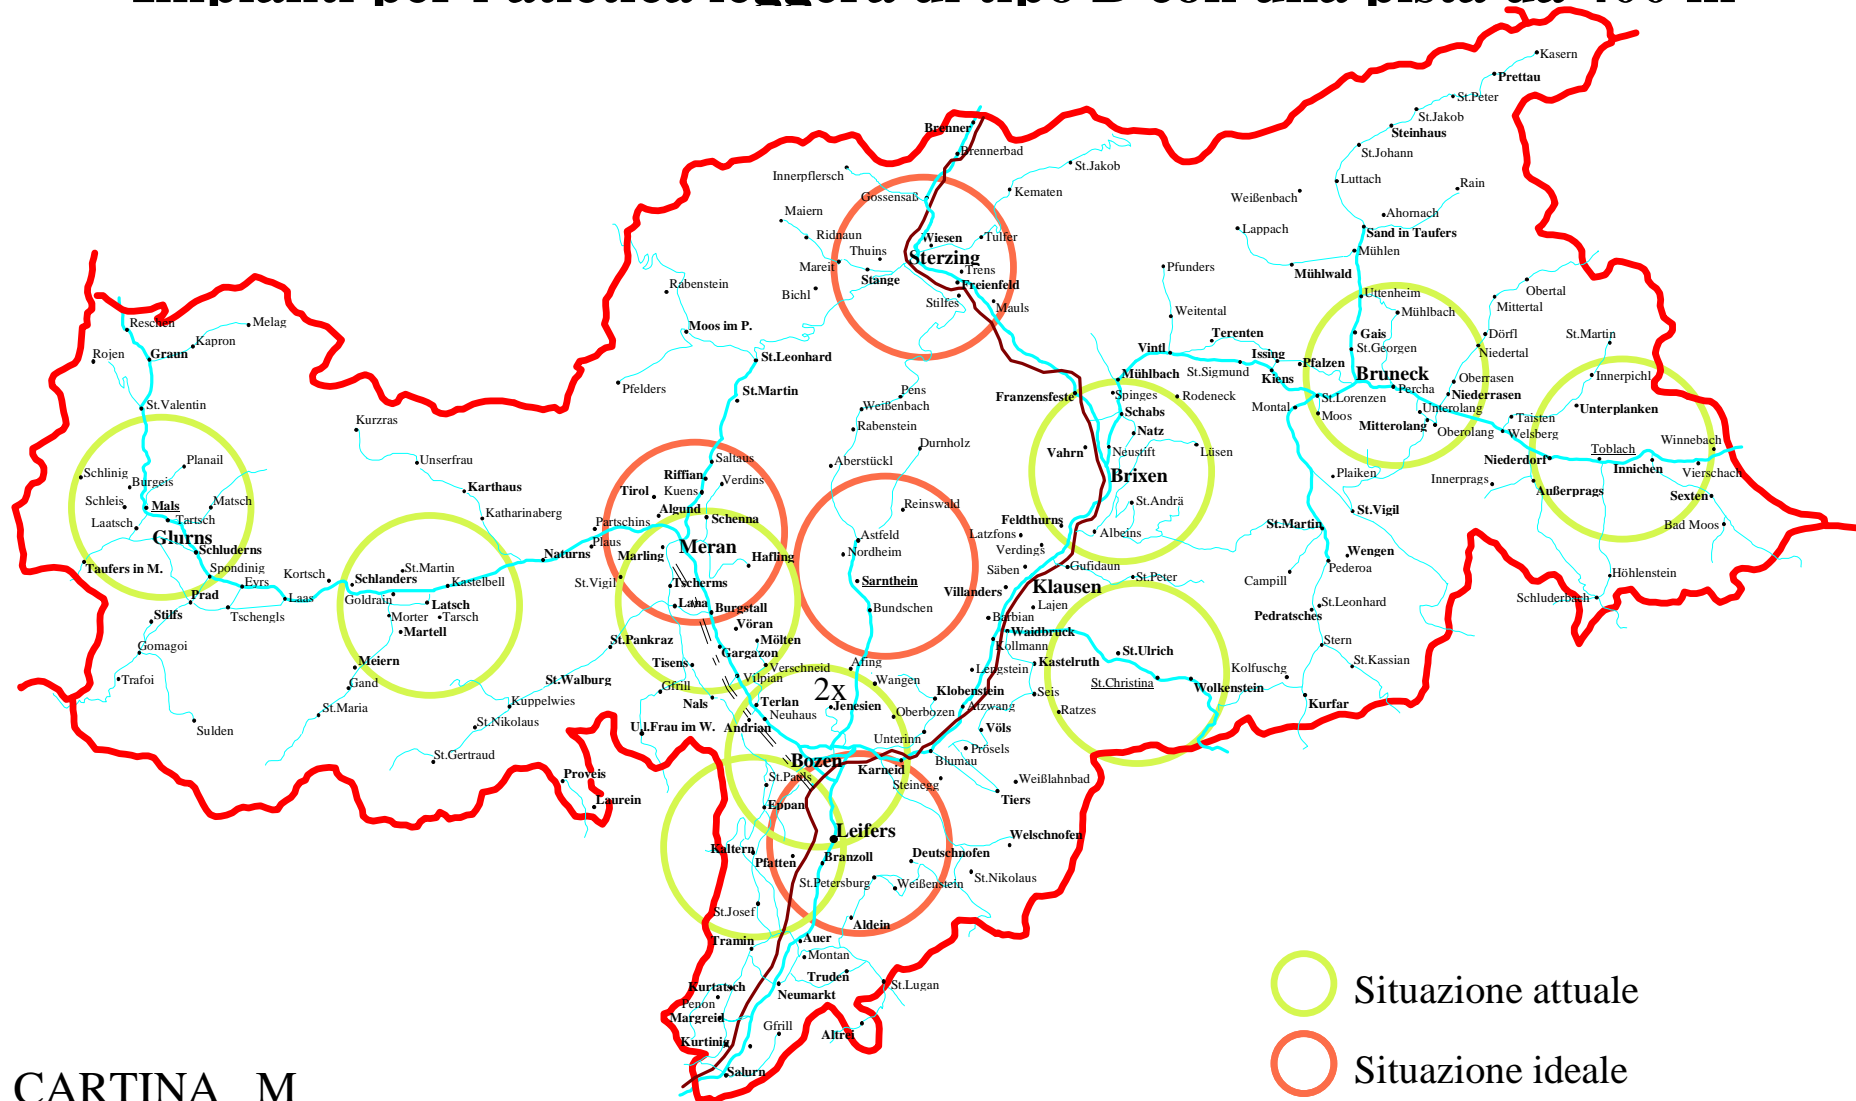 Impianti per l'atletica leggera di tipo B con una pista da 400 m
Kasern
Prettau
St.Peter
St.Jakob
Steinhaus
St.Johann
Luttach
Rain
Weißenbach
Ahornach
Lappach
Sand in Taufers
Mühlen
Mühlwald
Brenner
Brennerbad
St.Jakob
Innerpflersch
Gossensaß
Kematen
Maiern
Ridnaun
Thuins
Wiesen
Tulfer
Mareit
Sterzing
Trens
Stange
Freienfeld
Bichl
Stilfes
Mauls
Rabenstein
Moos im P.
St.Leonhard
Pfelders
St.Martin
Pfunders
Weitental
Terenten
Vintl
Issing
St.Sigmund
Kiens
Pfalzen
Uttenheim
Mühlbach
Gais
St.Georgen
Bruneck
Percha
Obertal
Mittertal
Dörfl
Niedertal
St.Martin
Oberrasen
Niederrasen
Innerpichl
Unterplanken
St.Lorenzen
Montal
Moos
Unterolang
Mitterolang
Oberolang
Taisten
Welsberg
Toblach
Winnebach
Niederdorf
Innichen
Vierschach
Innerprags
Außerprags
Sexten
Bad Moos
Plaiken
Höhlenstein
Schluderbach
Reschen
Melag
Kapron
Rojen
Graun
St.Valentin
Planail
Schlinig
Burgeis
Schleis
Mals
Matsch
Laatsch
Tartsch
Glurns
Schluderns
Taufers in M.
Spondinig
Eyrs
Prad
Tschengls
Laas
Stilfs
Gomagoi
Trafoi
Sulden
Kortsch
Schlanders
St.Martin
Kastelbell
Goldrain
Latsch
Morter
Tarsch
Martell
Meiern
Gand
St.Maria
Kurzras
Unserfrau
Karthaus
Katharinaberg
Naturns
Plaus
Partschins
Tirol
Algund
Riffian
Kuens
Saltaus
Verdins
Schenna
Meran
Marling
Hafling
St.Vigil
Tscherms
Lana
Burgstall
Vöran
Mölten
St.Pankraz
Gargazon
Tisens
Verschneid
Vilpian
St.Walburg
Gfrill
Kuppelwies
Nals
Terlan
Neuhaus
St.Nikolaus
U.l.Frau im W.
Andrian
St.Gertraud
Proveis
Laurein
Pens
Weißenbach
Rabenstein
Durnholz
Aberstückl
Reinswald
Astfeld
Nordheim
Sarnthein
Bundschen
Afing
Wangen
2x
Jenesien
Oberbozen
Klobenstein
Atzwang
Unterinn
Bozen
Karneid
Blumau
Steinegg
Franzensfeste
Mühlbach
Spinges
Rodeneck
Schabs
Natz
Vahrn
Neustift
Lüsen
Brixen
St.Andrä
Feldthurns
Latzfons
Albeins
Verdings
Säben
Gufidaun
Klausen
St.Peter
Villanders
Lajen
Barbian
Waidbruck
Kollmann
Lengstein
Kastelruth
St.Ulrich
St.Christina
Wolkenstein
Seis
Ratzes
Völs
Prösels
Weißlahnbad
Tiers
St.Martin
St.Vigil
Wengen
Pederoa
Campill
St.Leonhard
Pedratsches
Stern
St.Kassian
Kolfuschg
Kurfar
St.Pauls
Eppan
Leifers
Kaltern
Pfatten
Branzoll
Deutschnofen
Welschnofen
St.Petersburg
Weißenstein
St.Nikolaus
St.Josef
Aldein
Tramin
Auer
Montan
Truden
St.Lugan
Kurtatsch
Neumarkt
Penon
Margreid
Gfrill
Altrei
Kurtinig
Salurn
Situazione attuale
Situazione ideale
CARTINA M